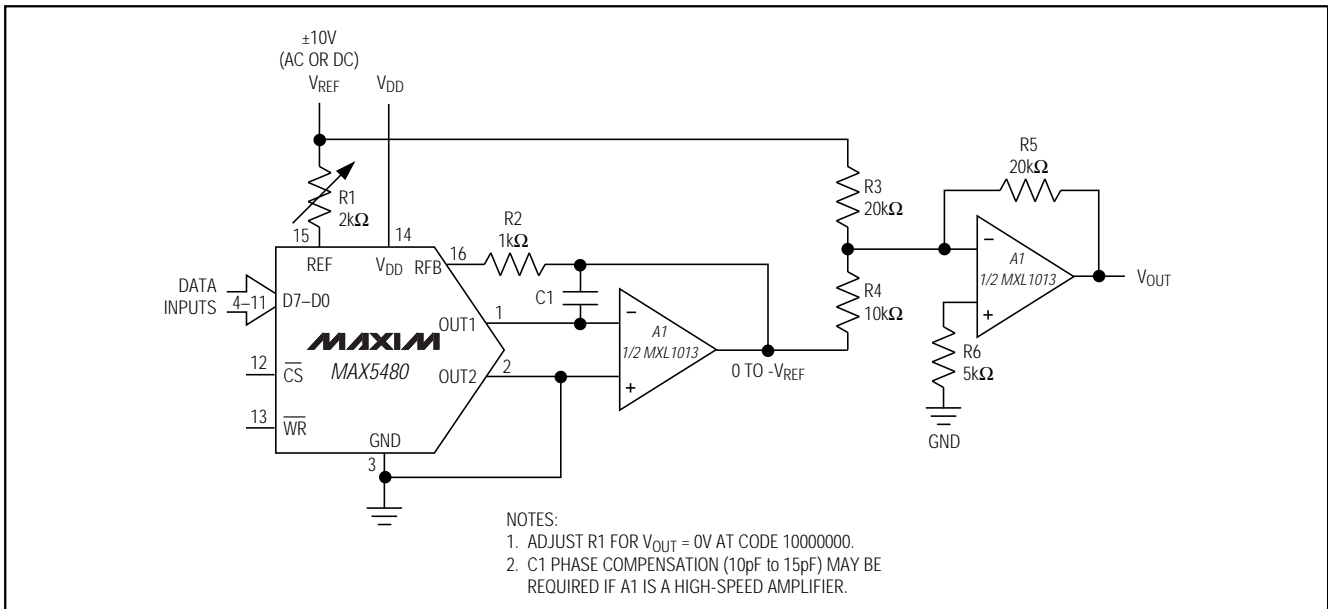 ±10V
(AC OR DC)
VREF
VDD
R1
2kΩ
15
14
REF
VDD
RFB
16
R2
1kΩ
C1
DATA
INPUTS
4–11
D7–D0
OUT1
1
MAXIM
MAX5480
OUT2
2
12
CS
13
WR
GND
3
A1
1/2 MXL1013
−
+
0 TO -VREF
R3
20kΩ
R4
10kΩ
R5
20kΩ
−
A1
1/2 MXL1013
+
VOUT
R6
5kΩ
GND
NOTES:
1. ADJUST R1 FOR VOUT = 0V AT CODE 10000000.
2. C1 PHASE COMPENSATION (10pF to 15pF) MAY BE
REQUIRED IF A1 IS A HIGH-SPEED AMPLIFIER.